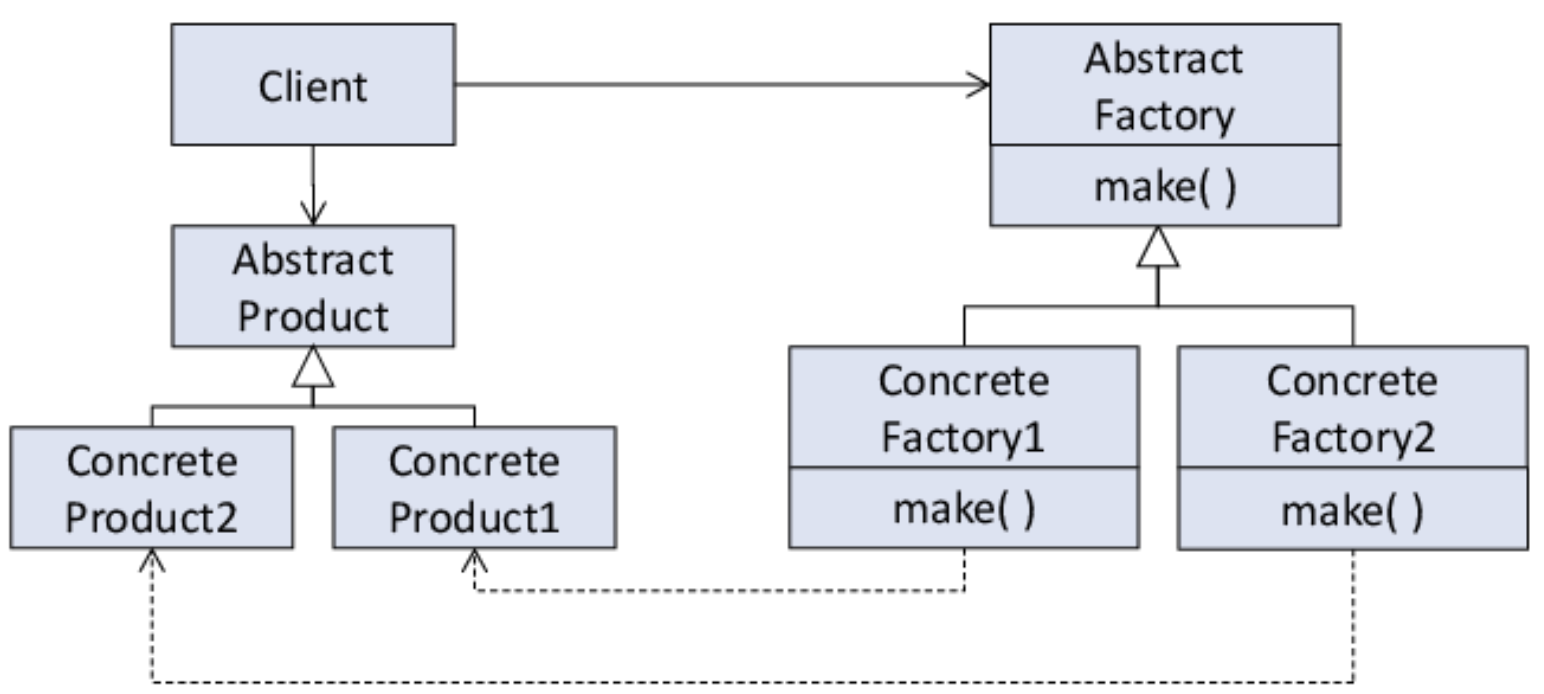 Client
Abstract
Factory
make( )
Abstract
Product
Concrete
Product2
Concrete
Product1
Concrete
Factory1
make( )
Concrete
Factory2
make( )